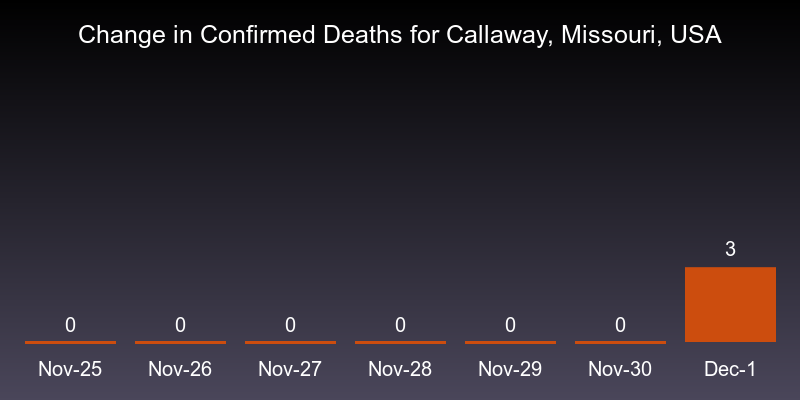 Change in Confirmed Deaths for Callaway, Missouri, USA
3
0 0 0 0 0 0
Nov-25 Nov-26 Nov-27 Nov-28 Nov-29 Nov-30 Dec-1